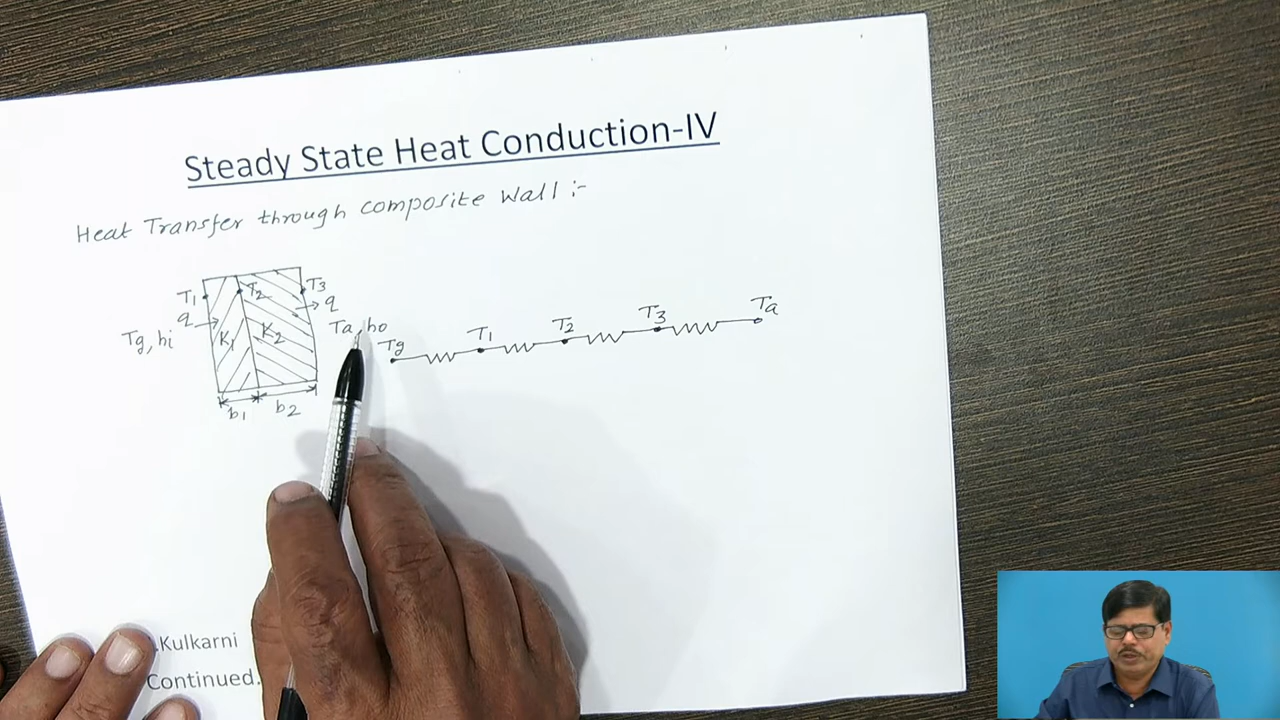 Steady State Heat Conduction-IV
Heat Transfer through composite wall :-
T1 T2 T3
q q
Tg, hi K1 K2 Ta, ho
b1 b2
Tg T1 T2 T3 Ta
.Kulkarni
Continued.